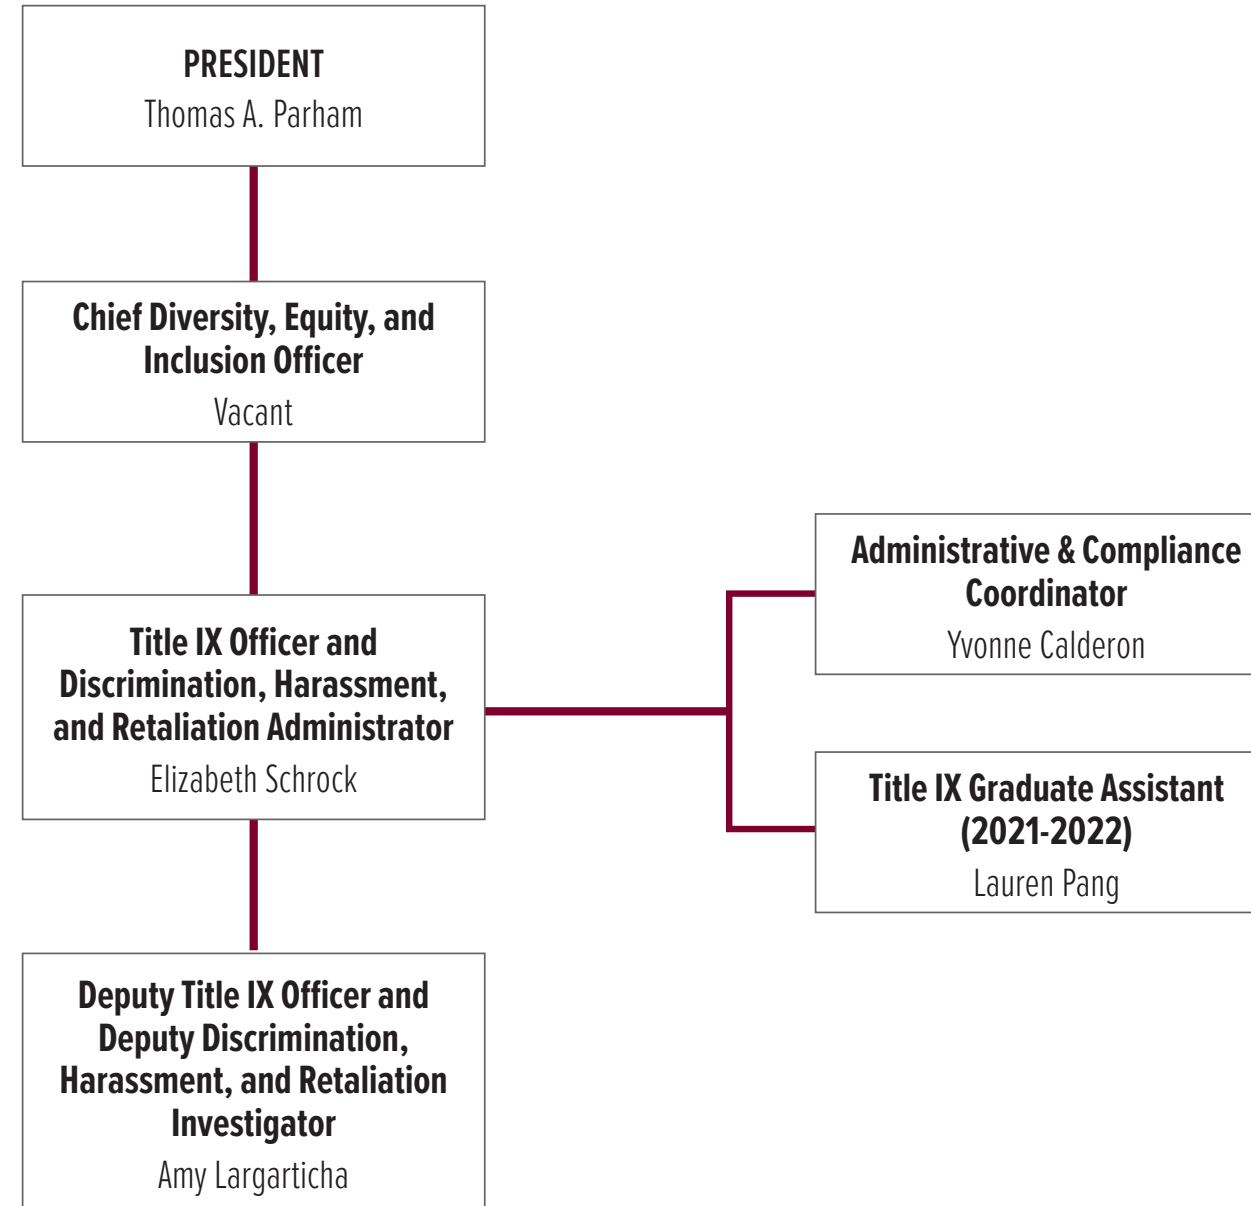 PRESIDENT
Thomas A. Parham
Chief Diversity, Equity, and
Inclusion Officer
Vacant
Title IX Officer and
Discrimination, Harassment,
and Retaliation Administrator
Elizabeth Schrock
Administrative & Compliance
Coordinator
Yvonne Calderon
Title IX Graduate Assistant
(2021-2022)
Lauren Pang
Deputy Title IX Officer and
Deputy Discrimination,
Harassment, and Retaliation
Investigator
Amy Largarticha